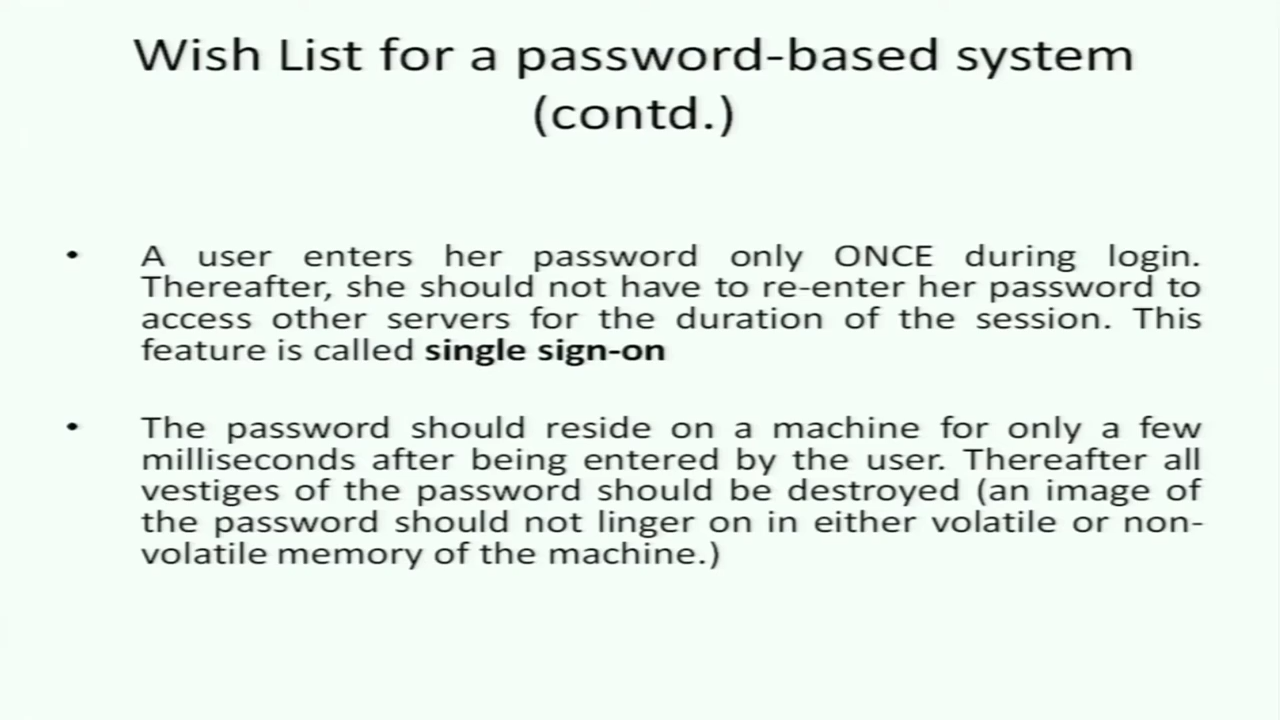 Wish List for a password-based system
(contd.)
• A user enters her password only ONCE during login.
Thereafter, she should not have to re-enter her password to
access other servers for the duration of the session. This
feature is called single sign-on
• The password should reside on a machine for only a few
milliseconds after being entered by the user. Thereafter all
vestiges of the password should be destroyed (an image of
the password should not linger on in either volatile or non-
volatile memory of the machine.)